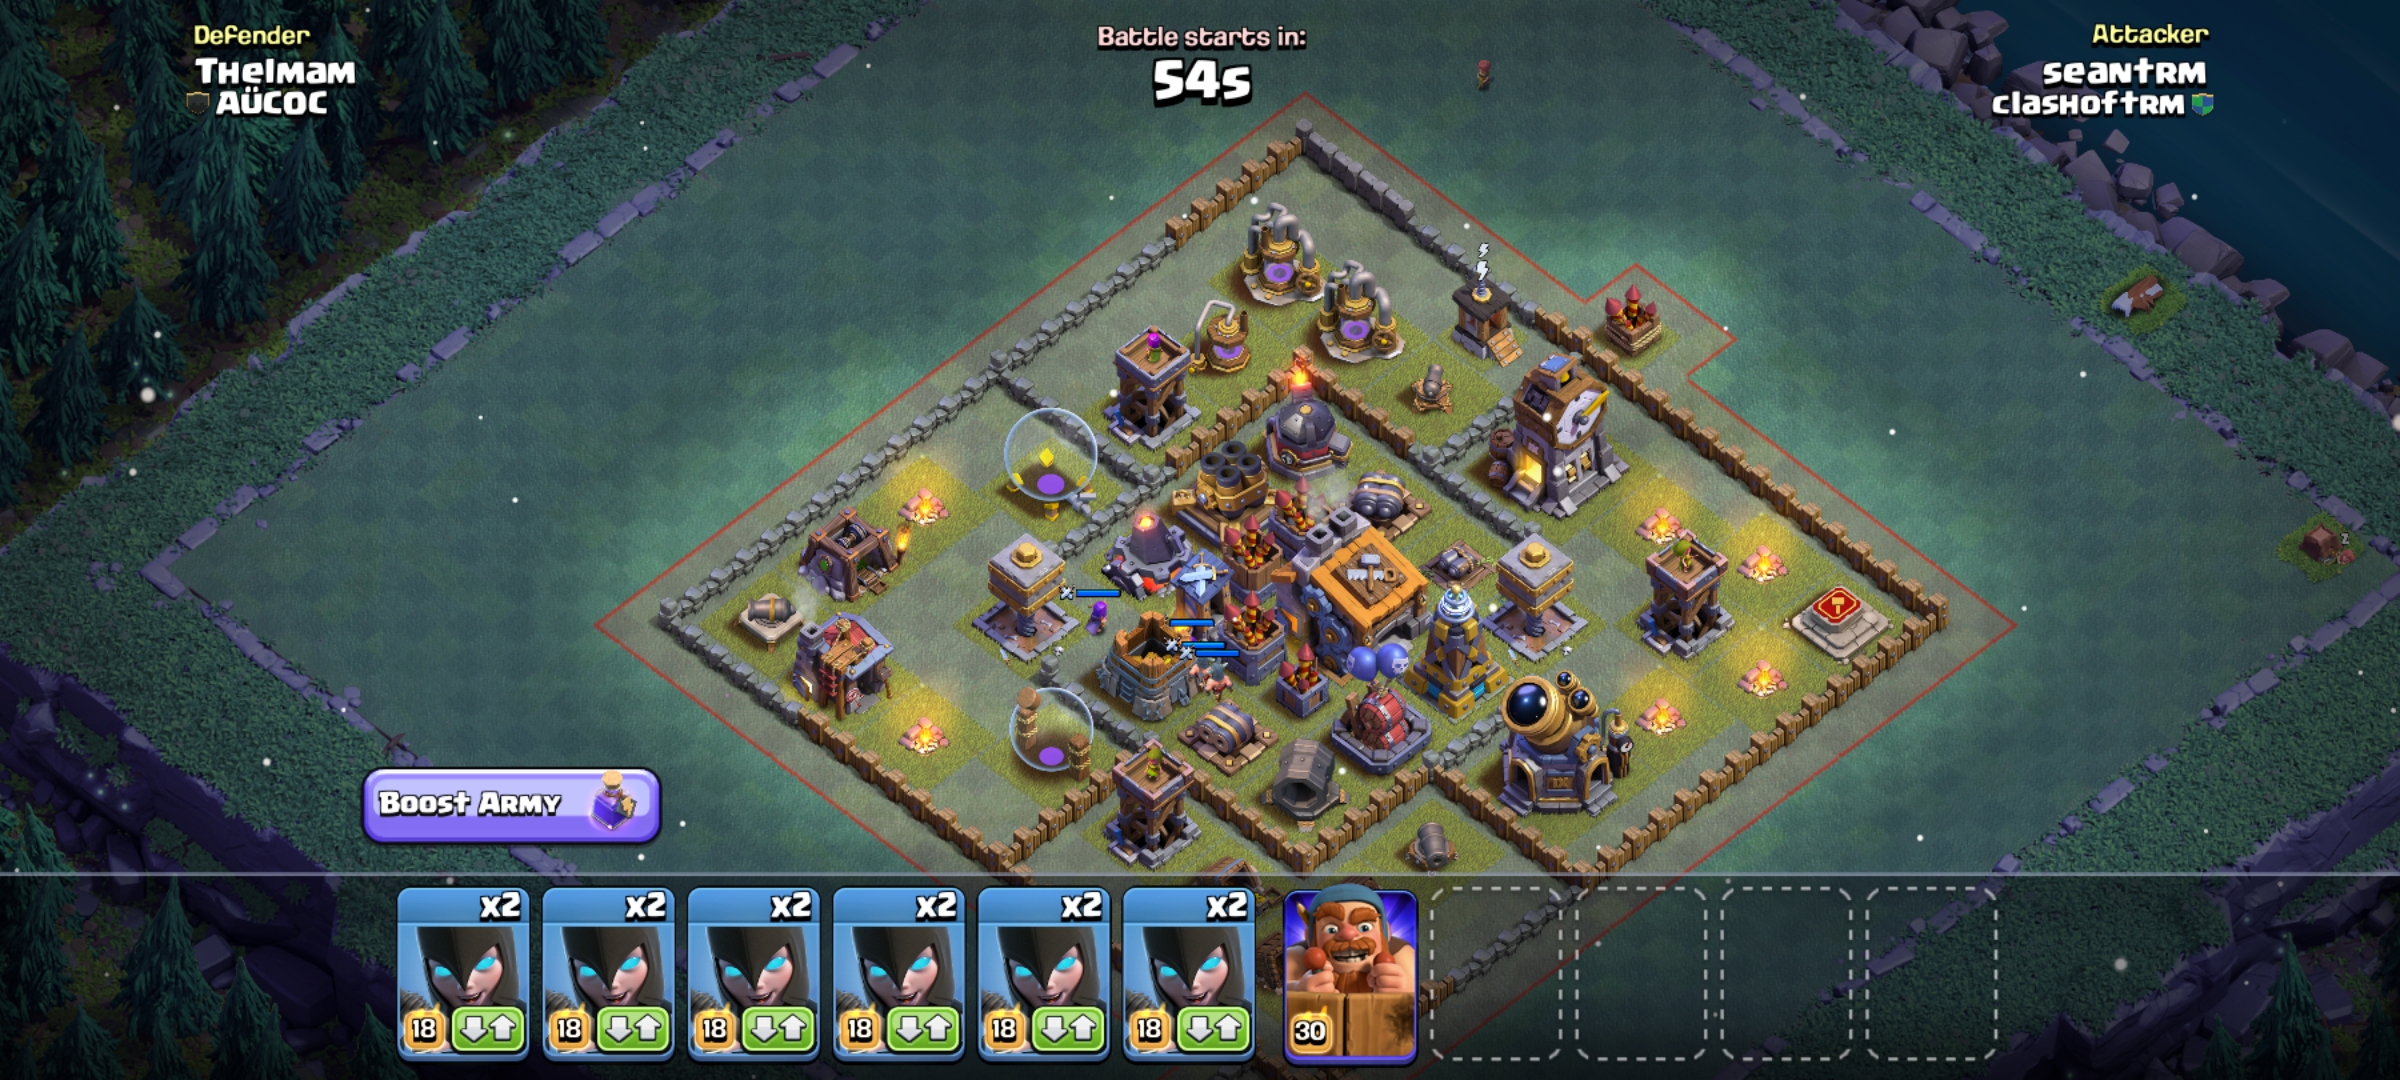 Defender
THeImAM
AÜCOC
Battle starts in:
54s
Attacker
seantRM
clashoftRM
Boost Army
x2
x2
x2
x2
x2
x2
18
18
18
18
18
18
30